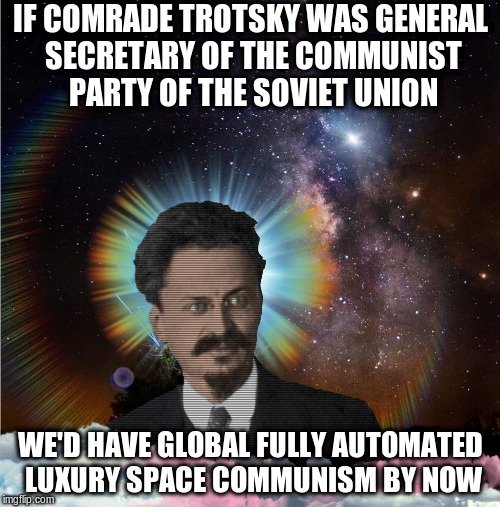 IF COMRADE TROTSKY WAS GENERAL
SECRETARY OF THE COMMUNIST
PARTY OF THE SOVIET UNION
WE'D HAVE GLOBAL FULLY AUTOMATED
LUXURY SPACE COMMUNISM BY NOW
imgflip.com